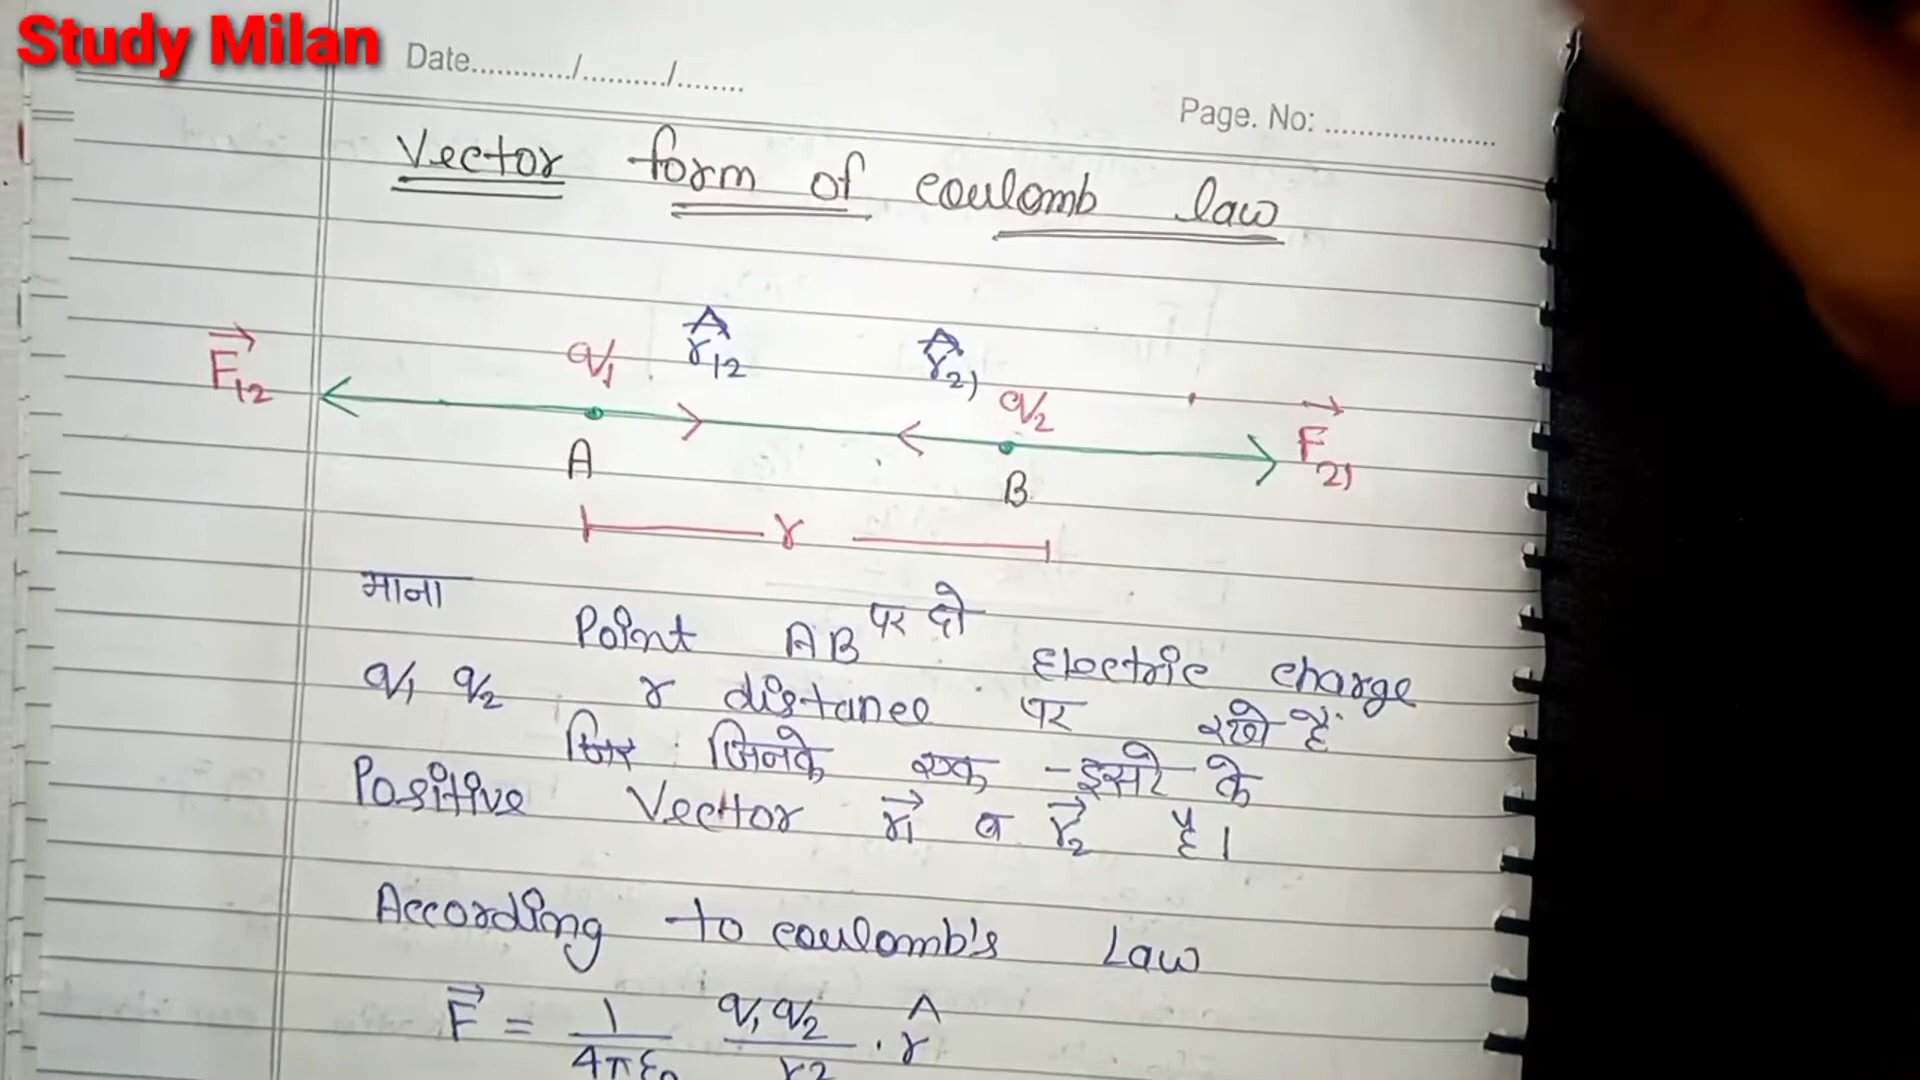 Study Milan
Date............/........../........
Page. No: ....................
Vector form of coulomb law
F⃗12 q1 r̂12 r̂21 q2 F⃗21
A B
r
माना Point AB पर दो Electric charge
q1 q2 r distance पर रखे हैं
जिनके एक-दूसरे के
Positive Vector r⃗1 व r⃗2 है।
According to coulomb's Law
F⃗ = 1/4πε0 q1q2/r2 . r̂